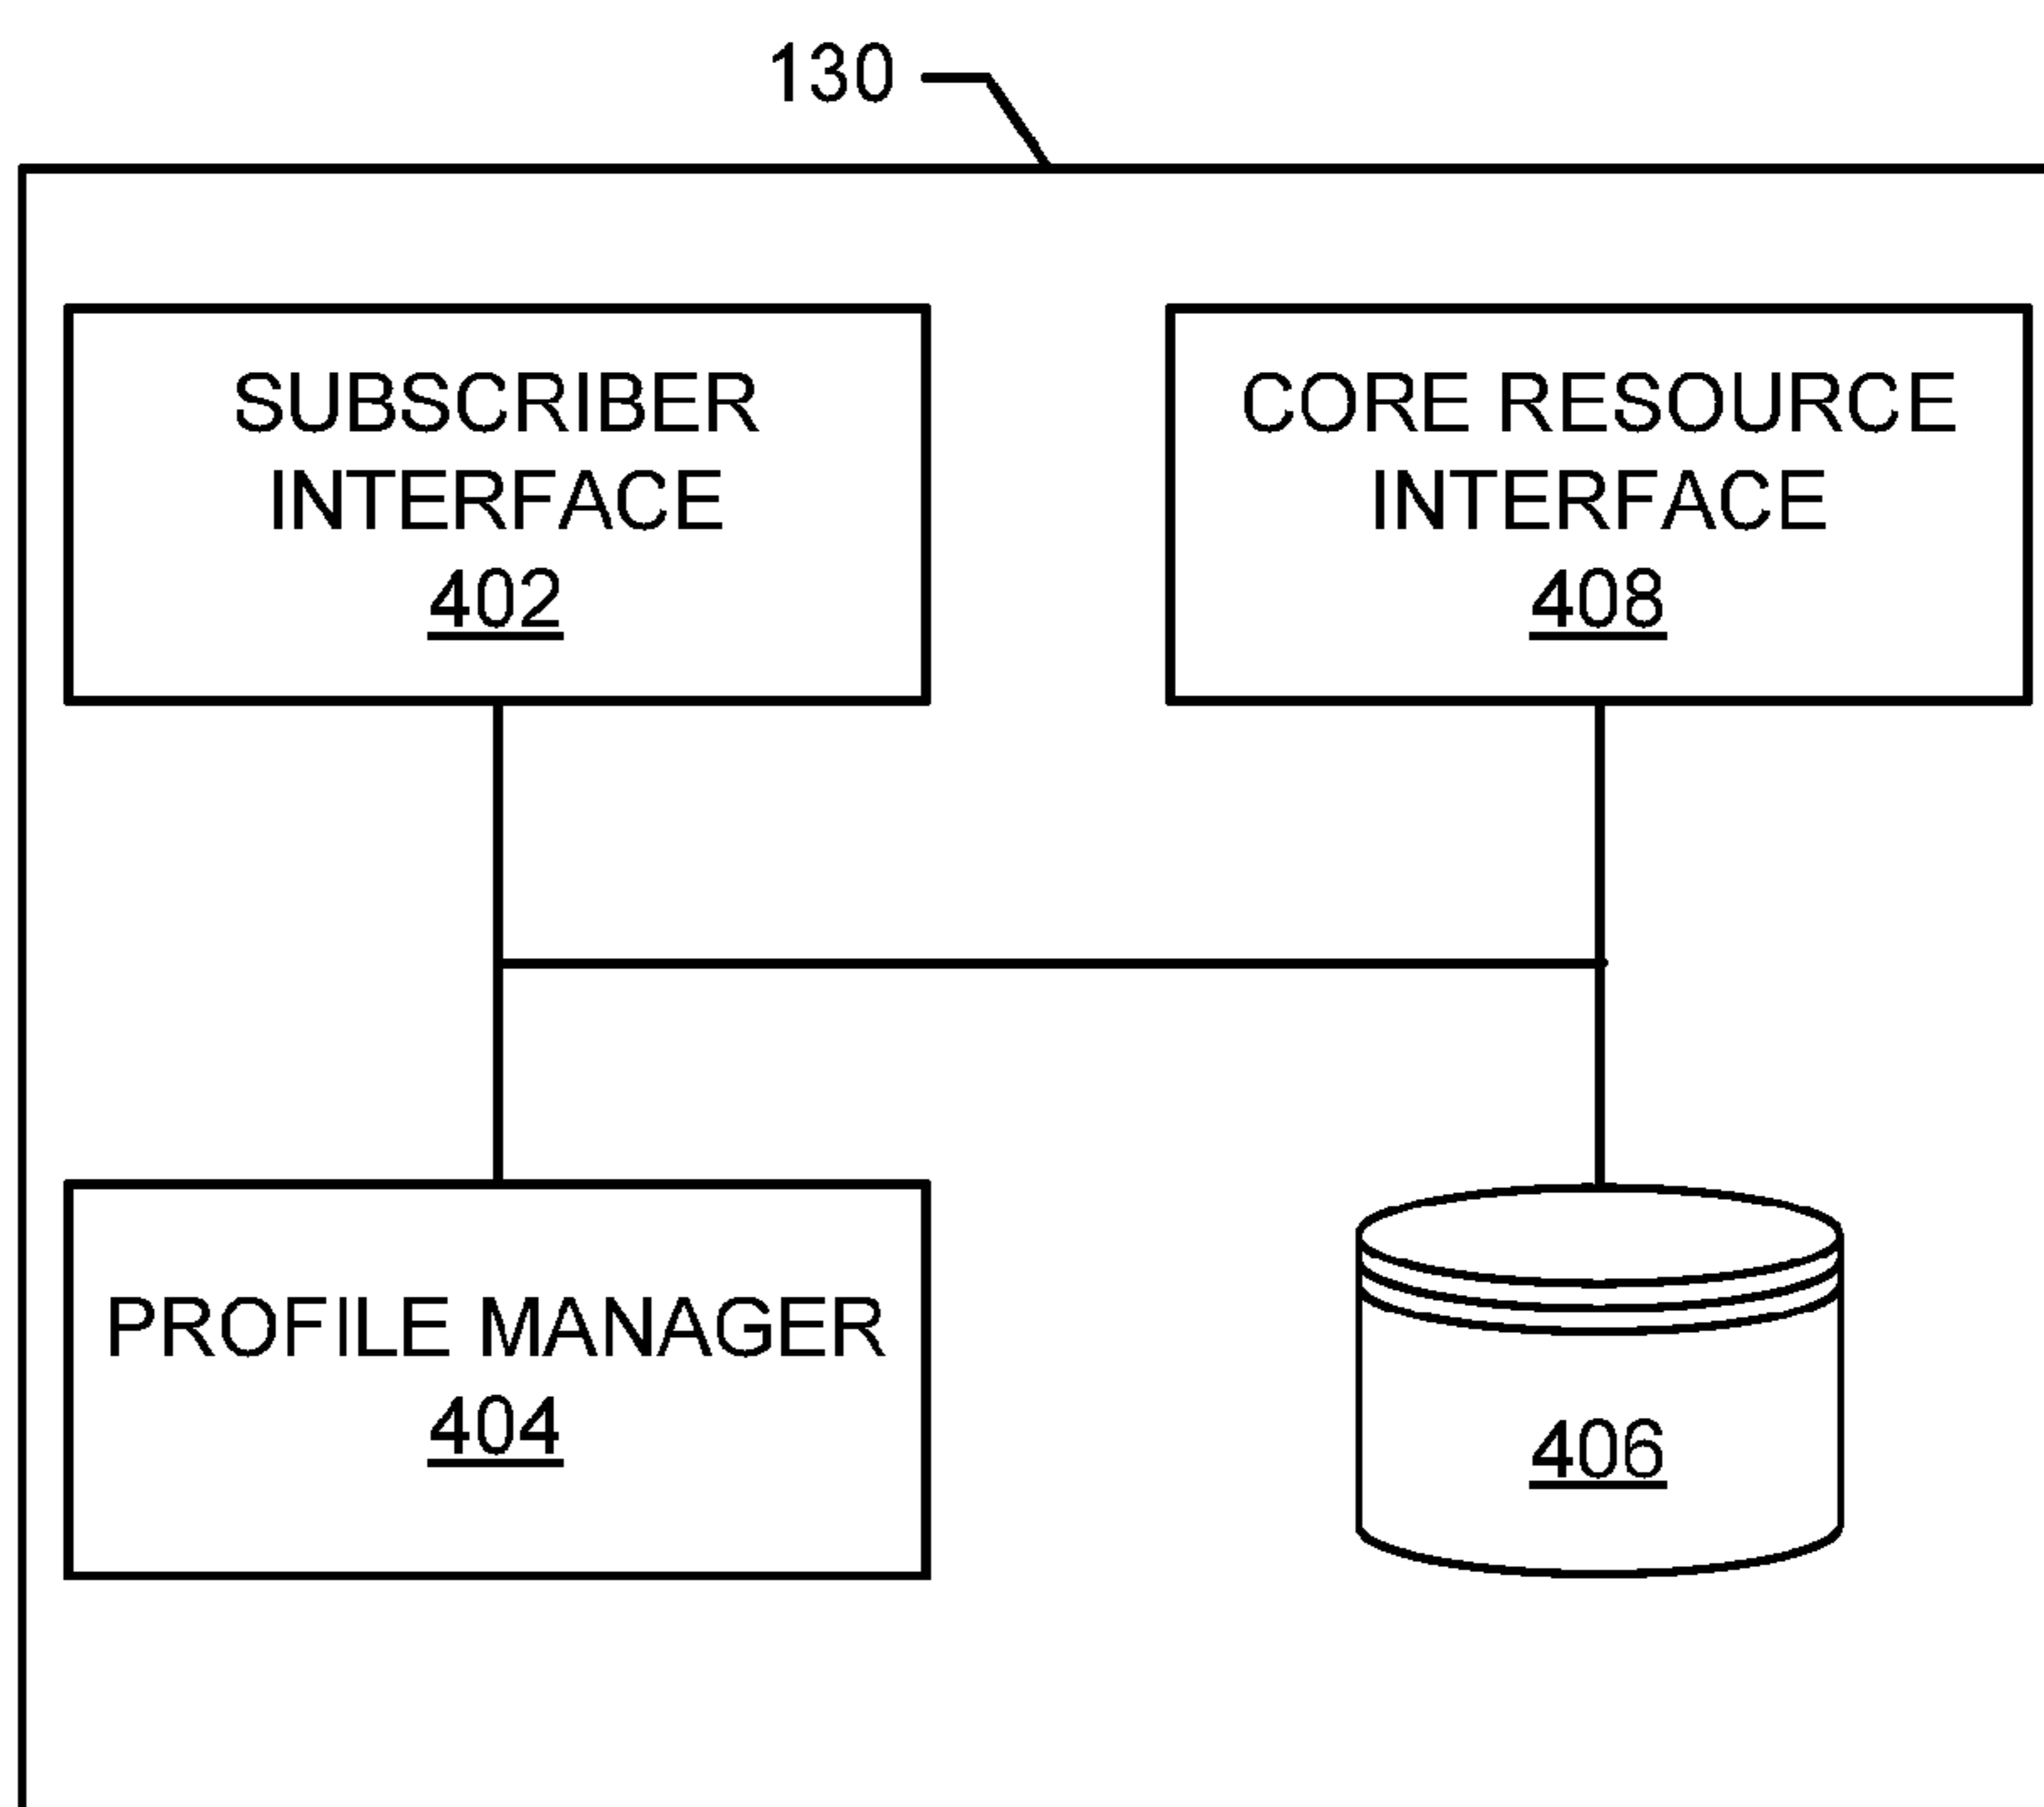 130
SUBSCRIBER
INTERFACE
402
CORE RESOURCE
INTERFACE
408
PROFILE MANAGER
404
406